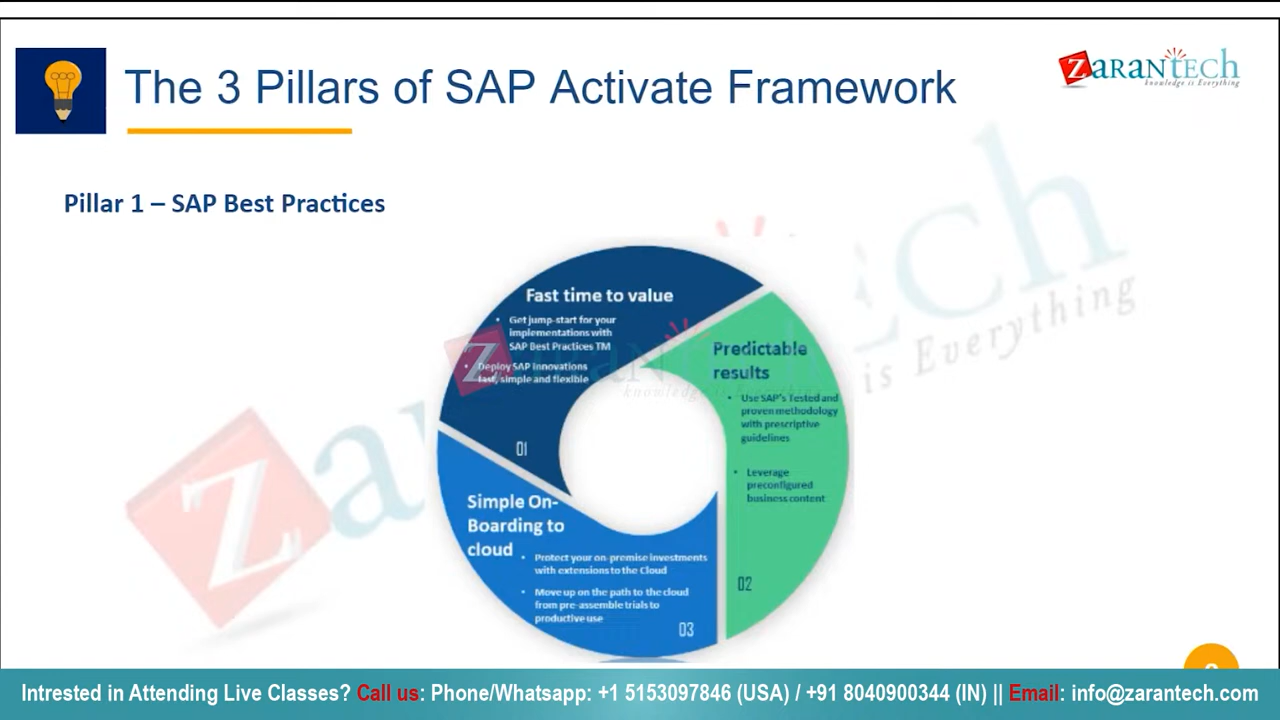 The 3 Pillars of SAP Activate Framework
ZaranTech
knowledge is Everything
Pillar 1 – SAP Best Practices
Fast time to value
• Get jump-start for your
implementations with
SAP Best Practices TM
• Deploy SAP innovations
fast, simple and flexible
01
Predictable
results
• Use SAP's Tested and
proven methodology
with prescriptive
guidelines
• Leverage
preconfigured
business content
02
Simple On-
Boarding to
cloud
• Protect your on-premise investments
with extensions to the Cloud
• Move up on the path to the cloud
from pre-assemble trials to
productive use
03
ZaranTech
knowledge is Everything
Intrested in Attending Live Classes? Call us: Phone/Whatsapp: +1 5153097846 (USA) / +91 8040900344 (IN) || Email: info@zarantech.com